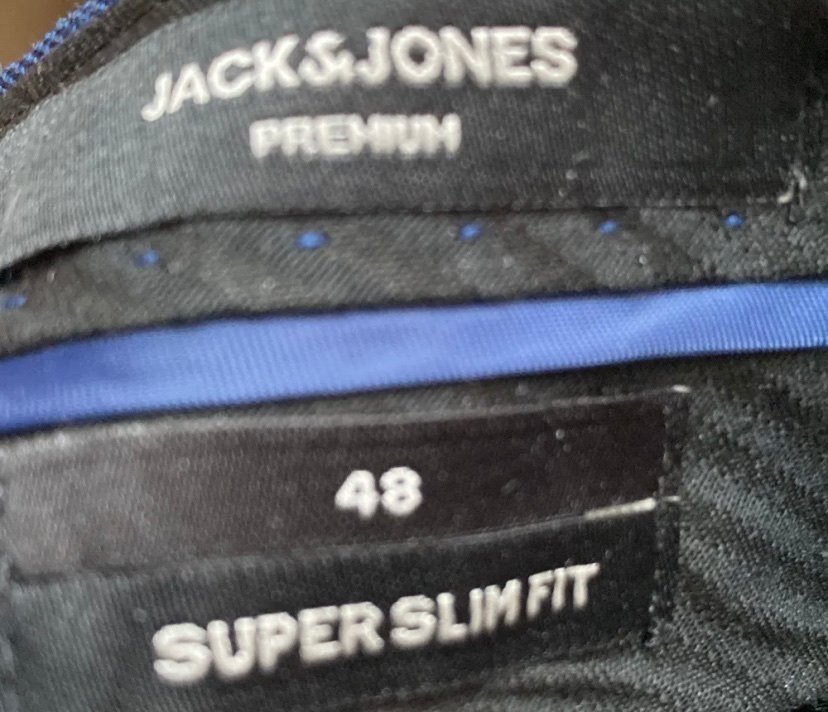 JACK&JONES
PREMIUM
48
SUPER SLIM FIT